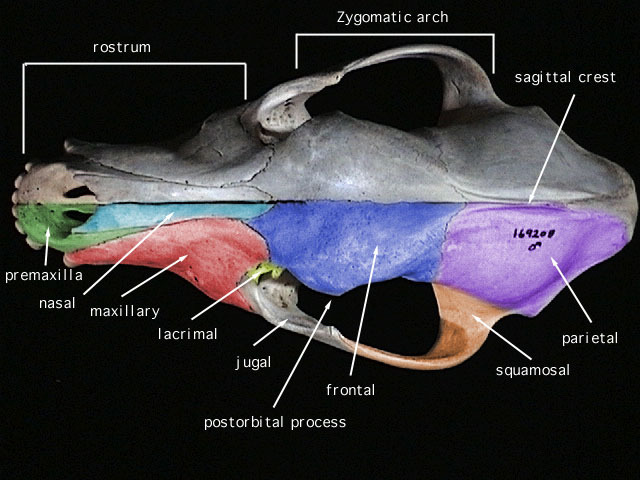 Zygomatic arch
rostrum
sagittal crest
169208
♂
premaxilla
nasal
maxillary
lacrimal
jugal
parietal
squamosal
frontal
postorbital process